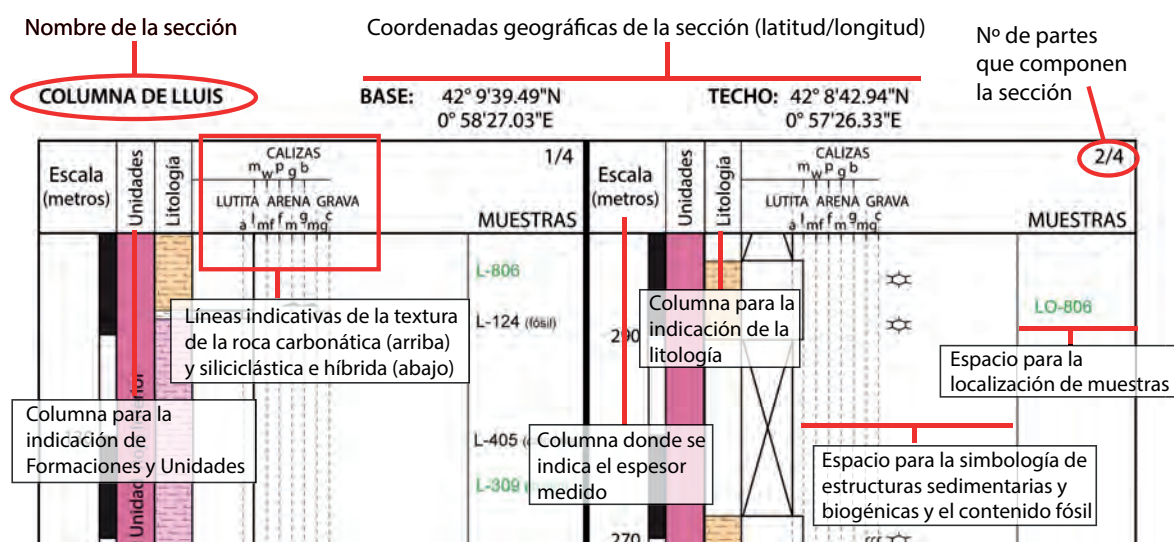 Nombre de la sección
Coordenadas geográficas de la sección (latitud/longitud)
Nº de partes
que componen
la sección
COLUMNA DE LLUIS
BASE: 42° 9'39.49"N
0° 58'27.03"E
TECHO: 42° 8'42.94"N
0° 57'26.33"E
Escala
(metros)
Unidades
Litología
CALIZAS
m w p g b
LUTITA ARENA GRAVA
a l mf f m g mg c
1/4
MUESTRAS
Escala
(metros)
Unidades
Litología
CALIZAS
m w p g b
LUTITA ARENA GRAVA
a l mf f m g mg c
2/4
MUESTRAS
L-806
L-124 (fósil)
Líneas indicativas de la textura
de la roca carbonática (arriba)
y siliciclástica e híbrida (abajo)
Columna para la
indicación de la
litología
290
LO-806
Espacio para la
localización de muestras
Columna para la
indicación de
Formaciones y Unidades
L-405
L-309
Columna donde se
indica el espesor
medido
Espacio para la simbología de
estructuras sedimentarias y
biogénicas y el contenido fósil
270